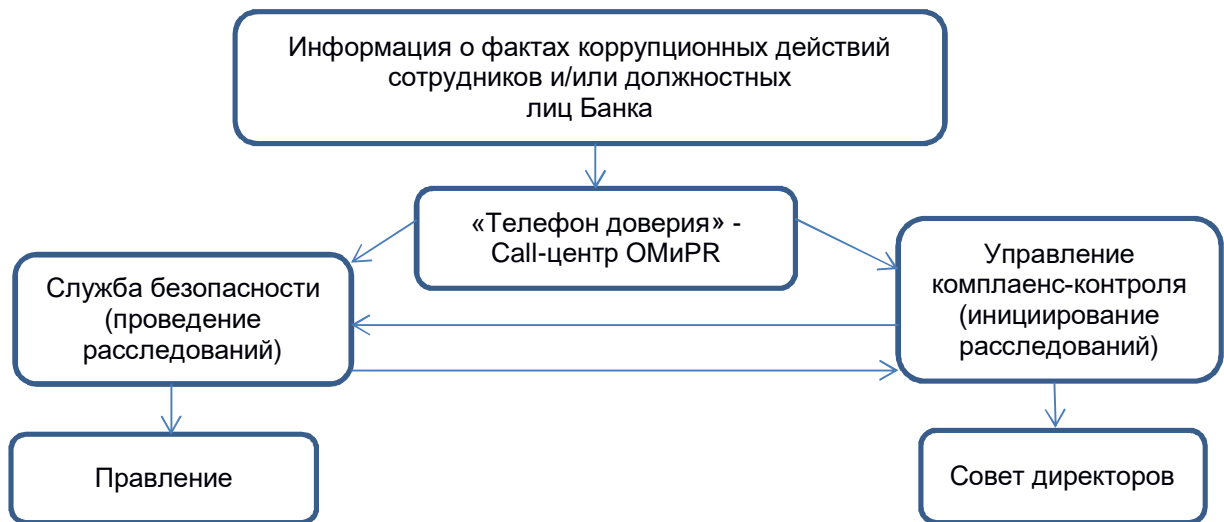 Информация о фактах коррупционных действий
сотрудников и/или должностных
лиц Банка
«Телефон доверия» -
Call-центр ОМиPR
Служба безопасности
(проведение
расследований)
Управление
комплаенс-контроля
(инициирование
расследований)
Правление
Совет директоров